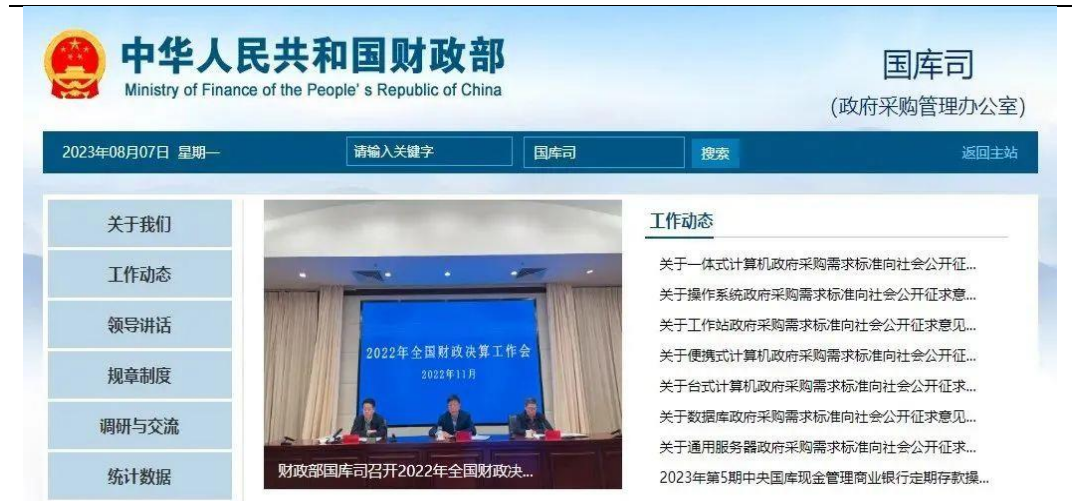 中华人民共和国财政部
Ministry of Finance of the People' s Republic of China
国库司
(政府采购管理办公室)
2023年08月07日 星期一
请输入关键字
国库司
搜索
返回主站
关于我们
工作动态
领导讲话
规章制度
调研与交流
统计数据
2022年全国财政决算工作会
2022年11月
财政部国库司召开2022年全国财政决...
工作动态
关于一体式计算机政府采购需求标准向社会公开征...
关于操作系统政府采购需求标准向社会公开征求意...
关于工作站政府采购需求标准向社会公开征求意见...
关于便携式计算机政府采购需求标准向社会公开征...
关于台式计算机政府采购需求标准向社会公开征求...
关于数据库政府采购需求标准向社会公开征求意见...
关于通用服务器政府采购需求标准向社会公开征求...
2023年第5期中央国库现金管理商业银行定期存款操...